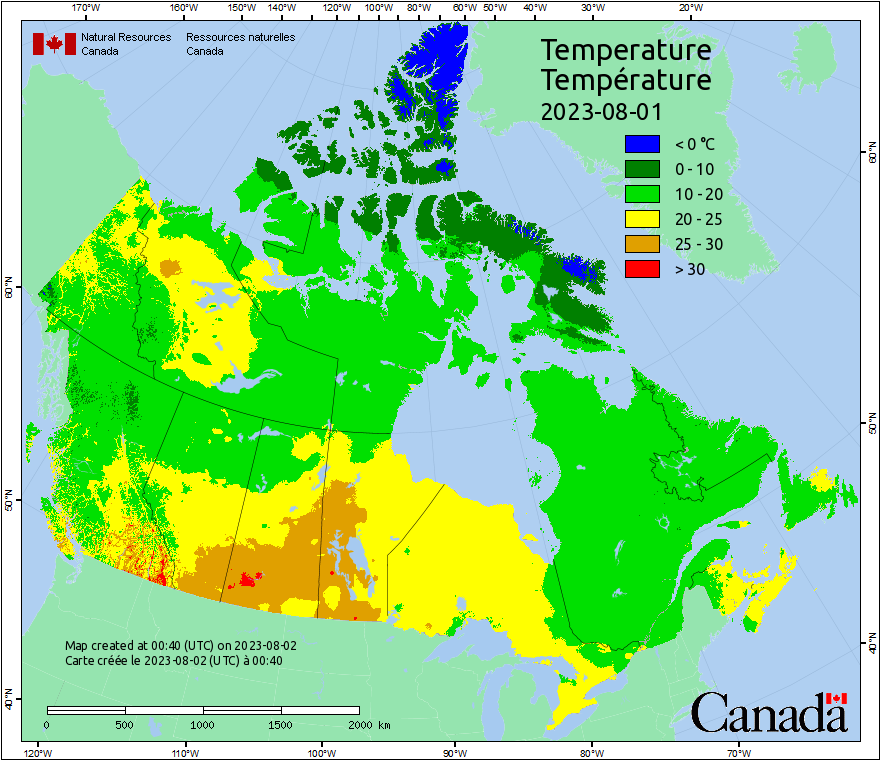 170°W 160°W 150°W 140°W 120°W 100°W 80°W 60°W 50°W 40°W 30°W 20°W
Natural Resources Ressources naturelles
Canada Canada
Temperature
Température
2023-08-01
< 0 °C
0 - 10
10 - 20
20 - 25
25 - 30
> 30
60°N
50°N
40°N
60°N
50°N
40°N
Map created at 00:40 (UTC) on 2023-08-02
Carte créée le 2023-08-02 (UTC) à 00:40
0 500 1000 1500 2000 km
Canada
120°W 110°W 100°W 90°W 80°W 70°W